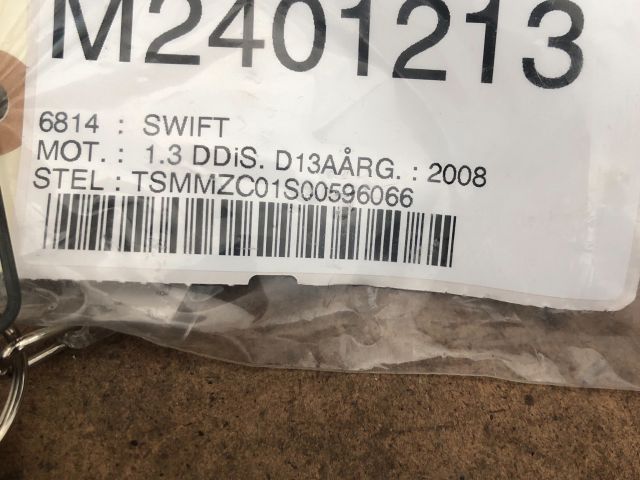 M2401213
6814 : SWIFT
MOT. : 1.3 DDiS. D13AÅRG. : 2008
STEL : TSMMZC01S00596066